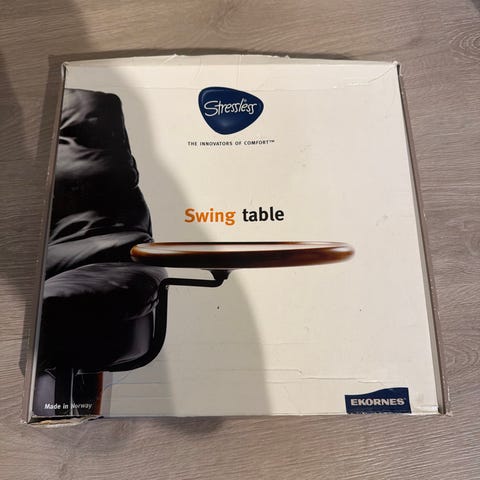 Stressless
THE INNOVATORS OF COMFORT™
Swing table
Made in Norway
EKORNES®